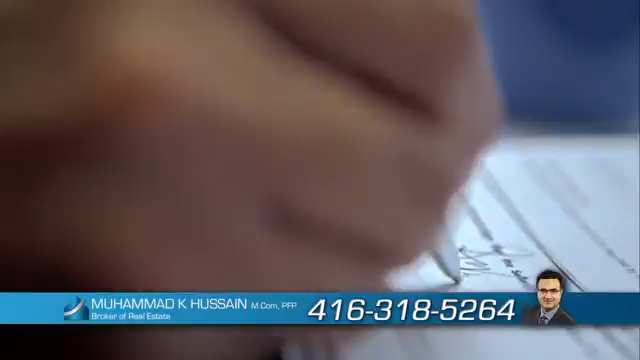 MUHAMMAD K HUSSAIN M.Com, PFP
Broker of Real Estate
416-318-5264